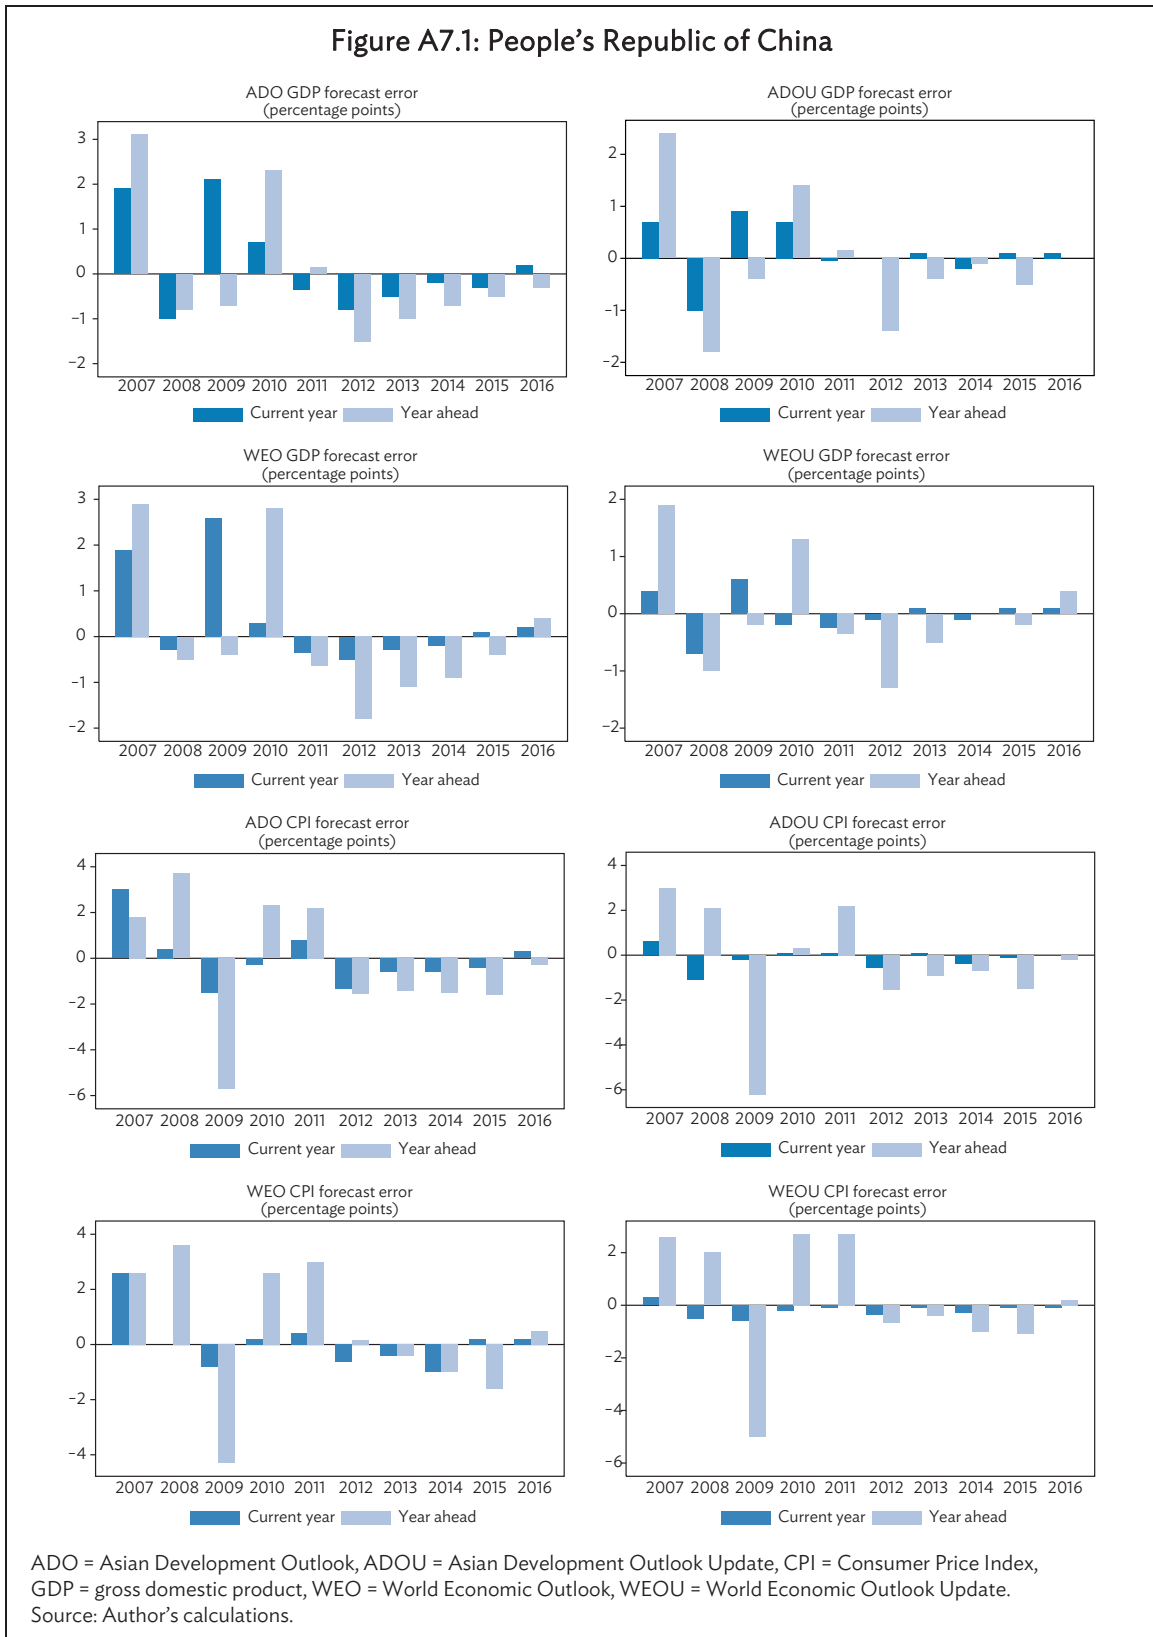 Figure A7.1: People’s Republic of China
ADO GDP forecast error
(percentage points)
3
2
1
0
−1
−2
2007 2008 2009 2010 2011 2012 2013 2014 2015 2016
Current year Year ahead
ADOU GDP forecast error
(percentage points)
2
1
0
−1
−2
2007 2008 2009 2010 2011 2012 2013 2014 2015 2016
Current year Year ahead
WEO GDP forecast error
(percentage points)
3
2
1
0
−1
−2
2007 2008 2009 2010 2011 2012 2013 2014 2015 2016
Current year Year ahead
WEOU GDP forecast error
(percentage points)
2
1
0
−1
−2
2007 2008 2009 2010 2011 2012 2013 2014 2015 2016
Current year Year ahead
ADO CPI forecast error
(percentage points)
4
2
0
−2
−4
−6
2007 2008 2009 2010 2011 2012 2013 2014 2015 2016
Current year Year ahead
ADOU CPI forecast error
(percentage points)
4
2
0
−2
−4
−6
2007 2008 2009 2010 2011 2012 2013 2014 2015 2016
Current year Year ahead
WEO CPI forecast error
(percentage points)
4
2
0
−2
−4
2007 2008 2009 2010 2011 2012 2013 2014 2015 2016
Current year Year ahead
WEOU CPI forecast error
(percentage points)
2
0
−2
−4
−6
2007 2008 2009 2010 2011 2012 2013 2014 2015 2016
Current year Year ahead
ADO = Asian Development Outlook, ADOU = Asian Development Outlook Update, CPI = Consumer Price Index,
GDP = gross domestic product, WEO = World Economic Outlook, WEOU = World Economic Outlook Update.
Source: Author’s calculations.